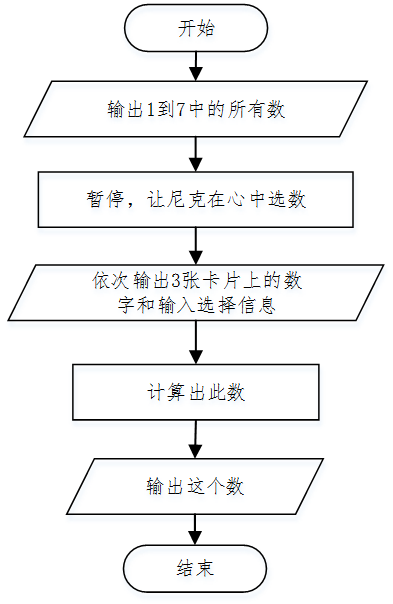 开始
输出1到7中的所有数
暂停，让尼克在心中选数
依次输出3张卡片上的数
字和输入选择信息
计算出此数
输出这个数
结束